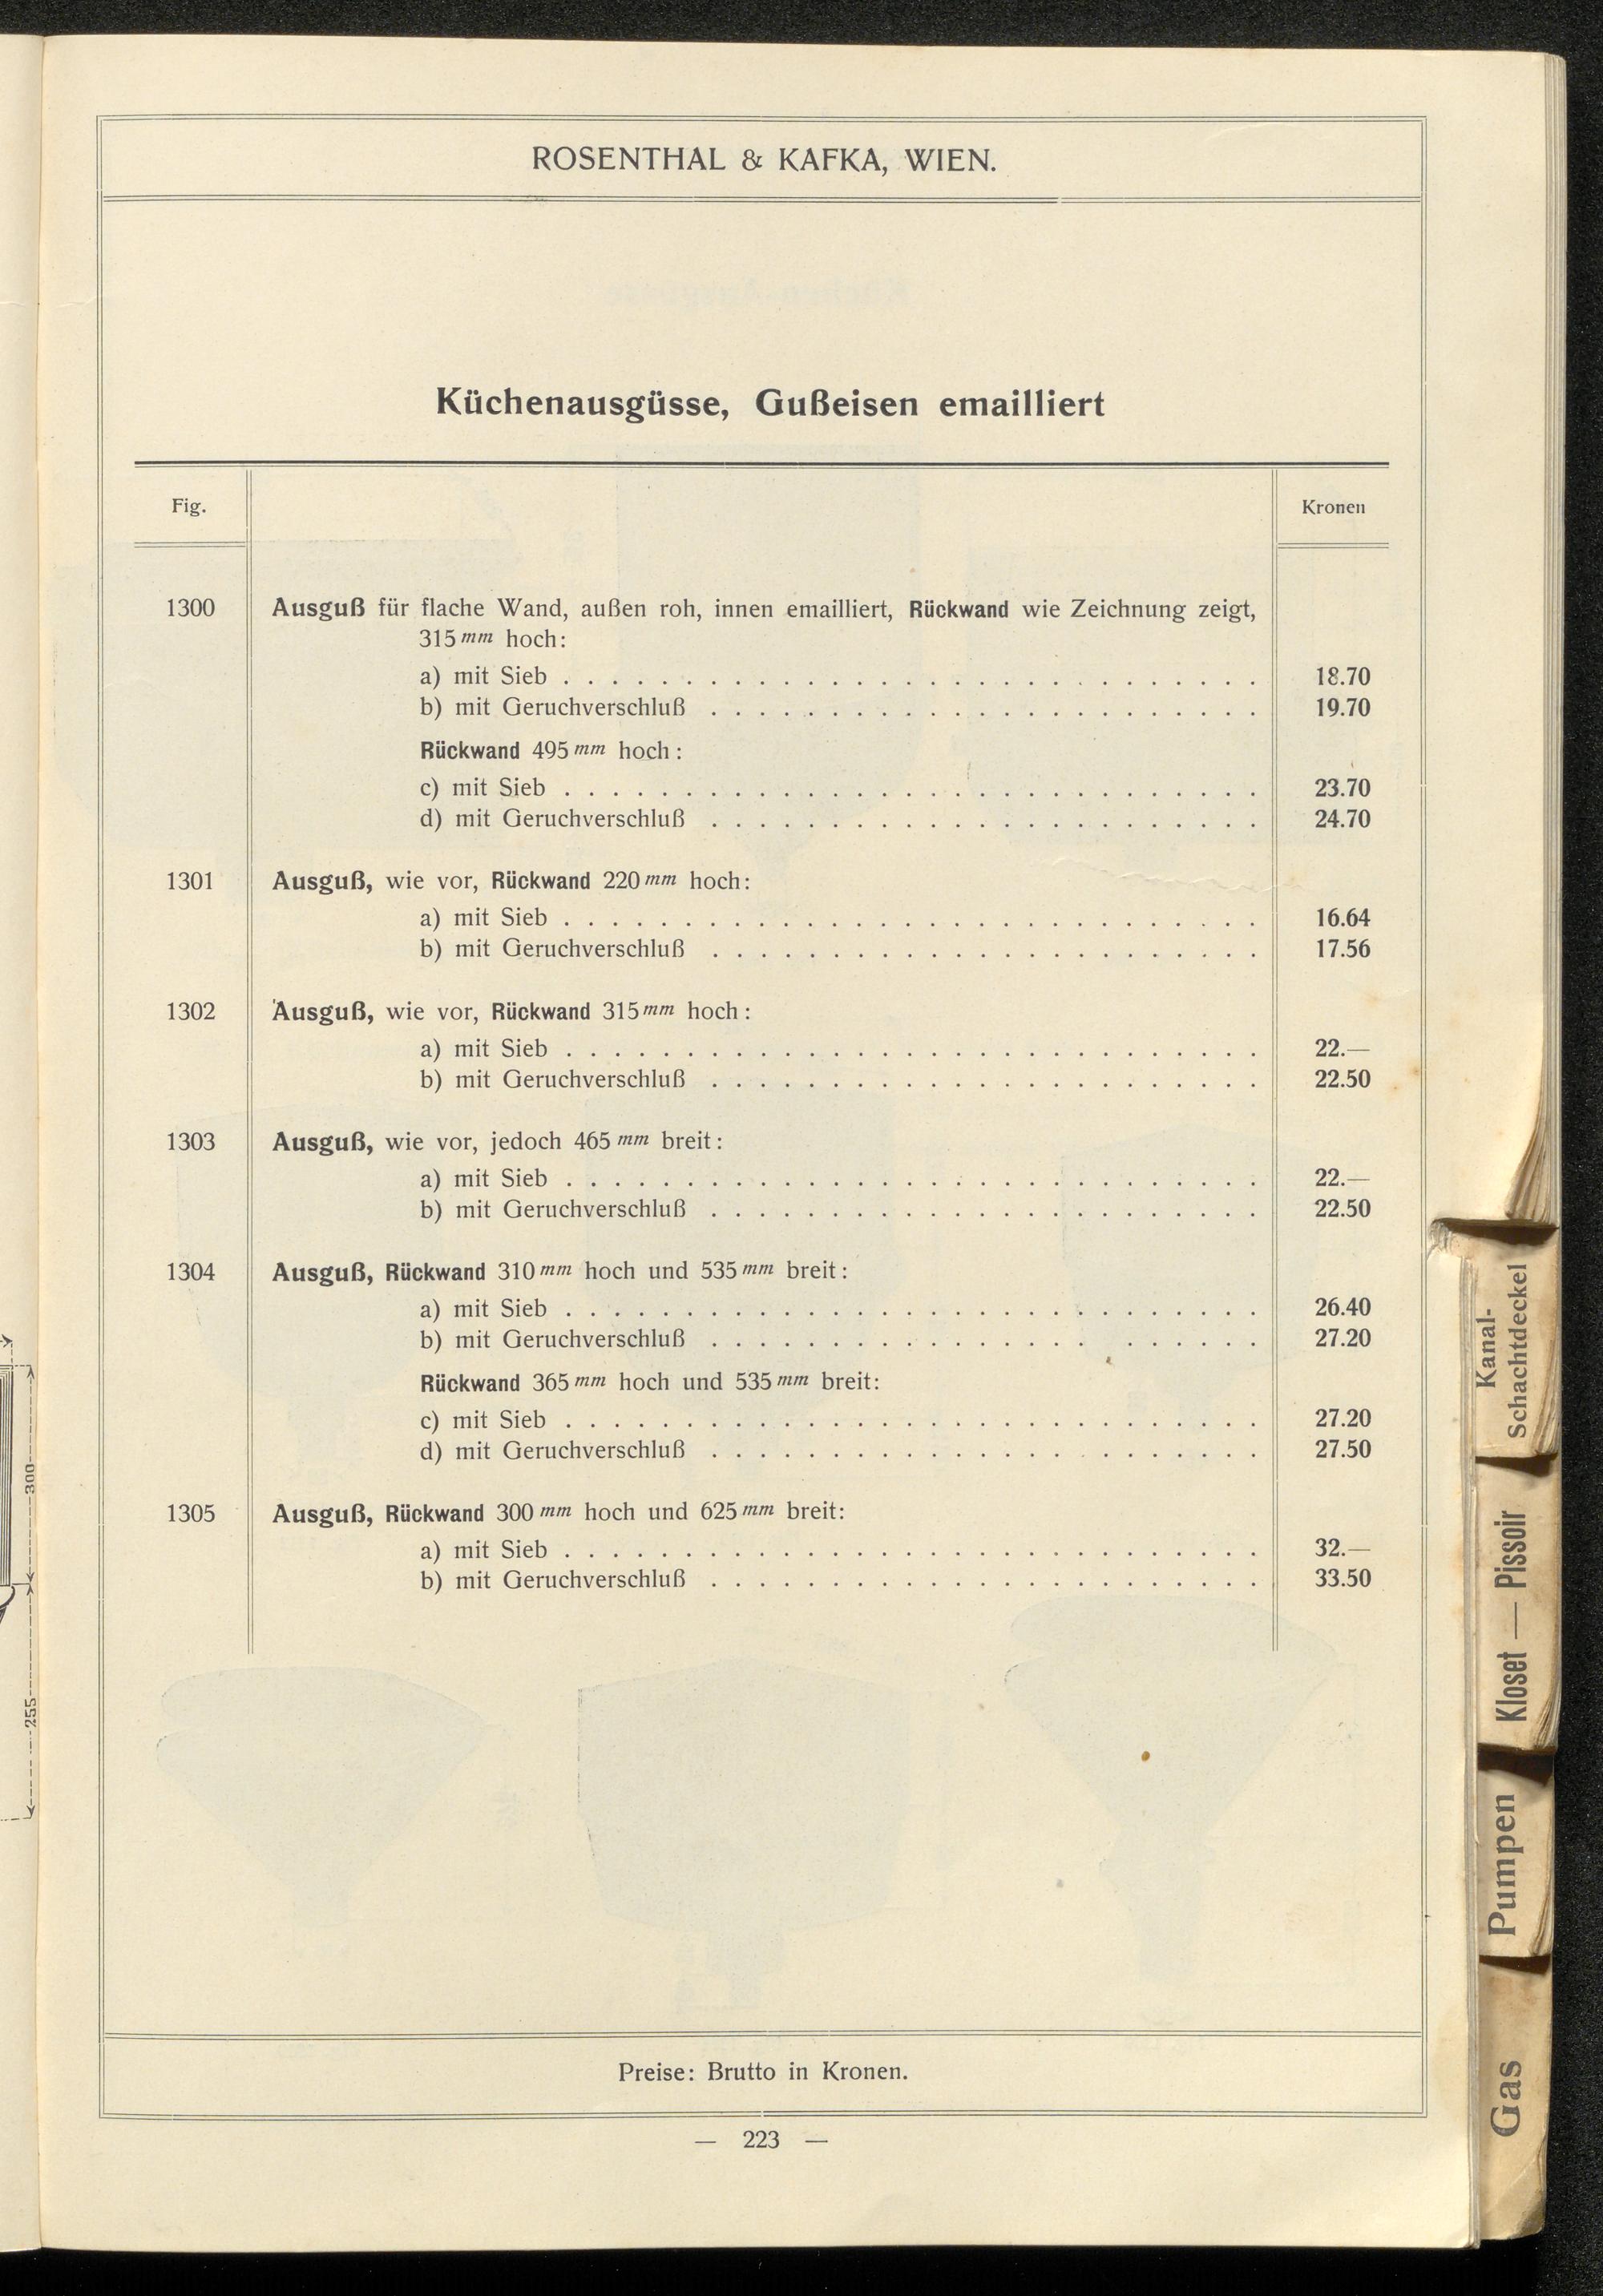 ROSENTHAL & KAFKA, WIEN.
Küchenausgüsse, Gußeisen emailliert
Fig.
Kronen
1300 Ausguß für flache Wand, außen roh, innen emailliert, Rückwand wie Zeichnung zeigt,
315 mm hoch:
a) mit Sieb . . . . . . . . . . . . . . . . . . . . . . . . . . . . . 18.70
b) mit Geruchverschluß . . . . . . . . . . . . . . . . . . . . . . . 19.70
Rückwand 495 mm hoch:
c) mit Sieb . . . . . . . . . . . . . . . . . . . . . . . . . . . . . 23.70
d) mit Geruchverschluß . . . . . . . . . . . . . . . . . . . . . . . 24.70
1301 Ausguß, wie vor, Rückwand 220 mm hoch:
a) mit Sieb . . . . . . . . . . . . . . . . . . . . . . . . . . . . . 16.64
b) mit Geruchverschluß . . . . . . . . . . . . . . . . . . . . . . . 17.56
1302 Ausguß, wie vor, Rückwand 315 mm hoch:
a) mit Sieb . . . . . . . . . . . . . . . . . . . . . . . . . . . . . 22.—
b) mit Geruchverschluß . . . . . . . . . . . . . . . . . . . . . . . 22.50
1303 Ausguß, wie vor, jedoch 465 mm breit:
a) mit Sieb . . . . . . . . . . . . . . . . . . . . . . . . . . . . . 22.—
b) mit Geruchverschluß . . . . . . . . . . . . . . . . . . . . . . . 22.50
1304 Ausguß, Rückwand 310 mm hoch und 535 mm breit:
a) mit Sieb . . . . . . . . . . . . . . . . . . . . . . . . . . . . . 26.40
b) mit Geruchverschluß . . . . . . . . . . . . . . . . . . . . . . . 27.20
Rückwand 365 mm hoch und 535 mm breit:
c) mit Sieb . . . . . . . . . . . . . . . . . . . . . . . . . . . . . 27.20
d) mit Geruchverschluß . . . . . . . . . . . . . . . . . . . . . . . 27.50
1305 Ausguß, Rückwand 300 mm hoch und 625 mm breit:
a) mit Sieb . . . . . . . . . . . . . . . . . . . . . . . . . . . . . 32.—
b) mit Geruchverschluß . . . . . . . . . . . . . . . . . . . . . . . 33.50
Preise: Brutto in Kronen.
— 223 —
300
255
Kanal-
Schachtdeckel
Kloset — Pissoir
Pumpen
Gas